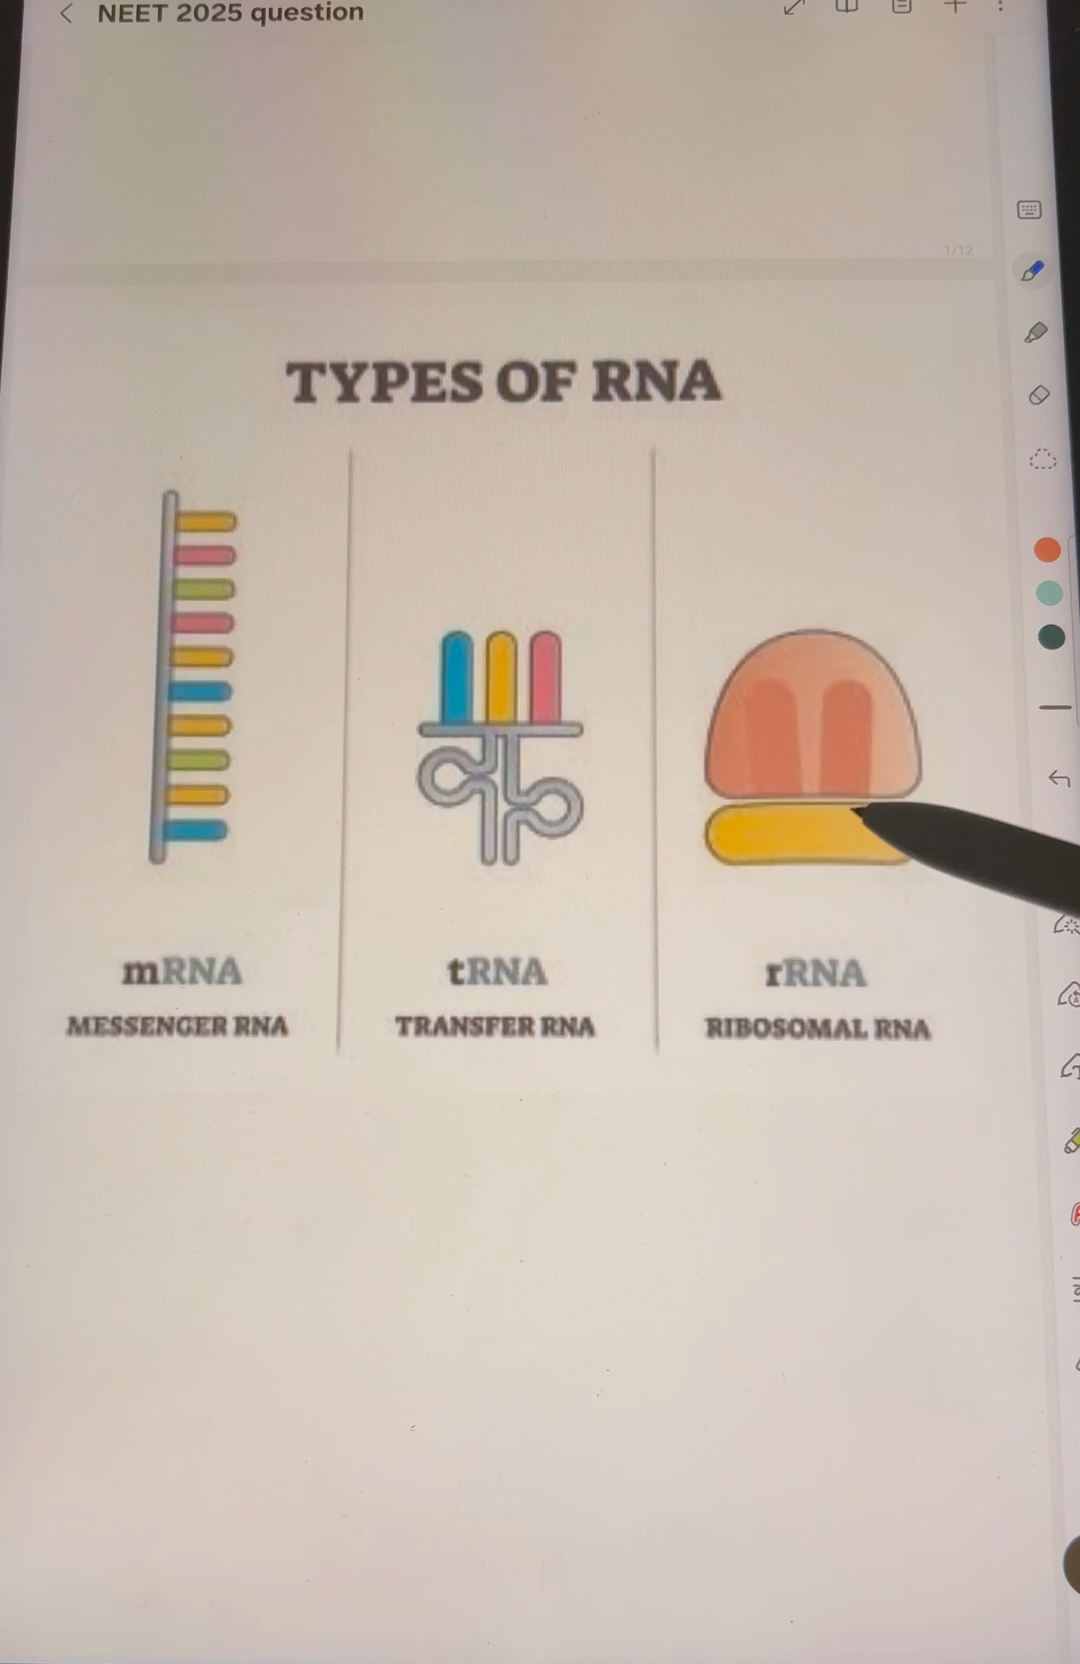 NEET 2025 question
1/12
TYPES OF RNA
mRNA
MESSENGER RNA
tRNA
TRANSFER RNA
rRNA
RIBOSOMAL RNA